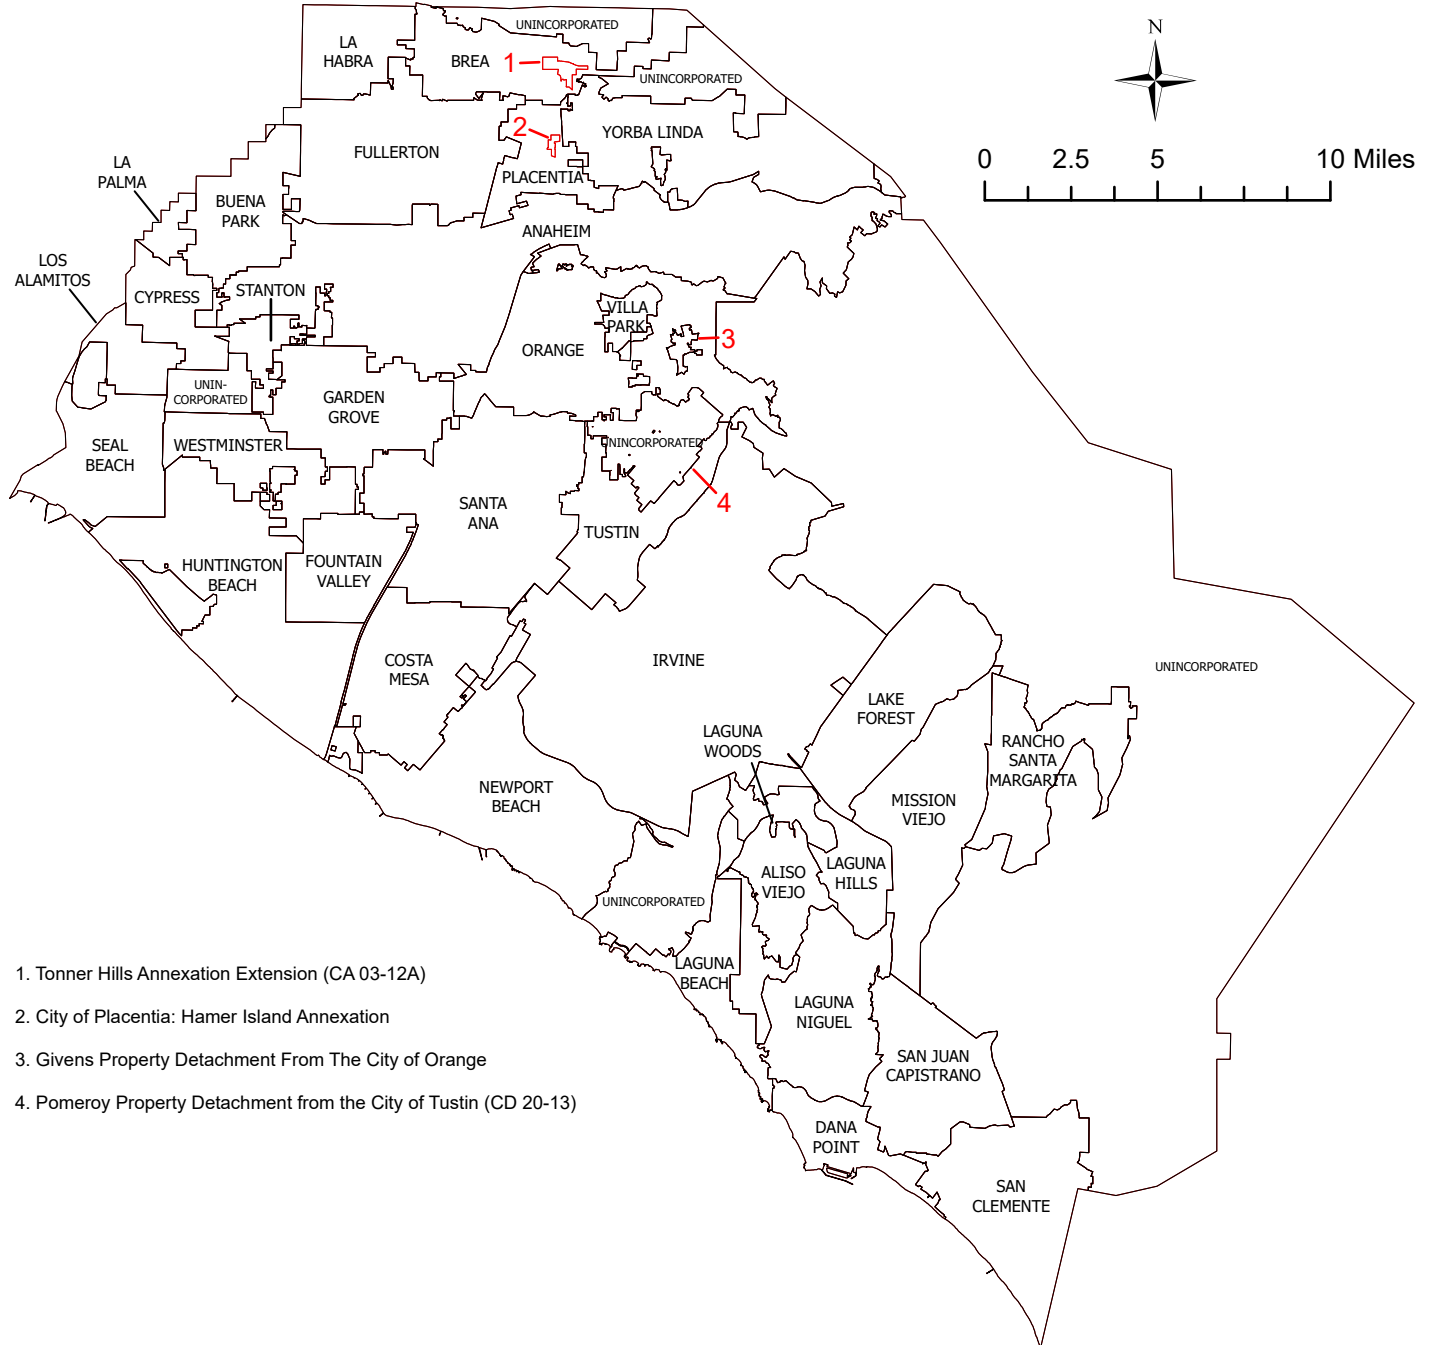 N
0 2.5 5 10 Miles
UNINCORPORATED
LA
HABRA
BREA
1
UNINCORPORATED
2
YORBA LINDA
FULLERTON
LA
PALMA
PLACENTIA
BUENA
PARK
ANAHEIM
LOS
ALAMITOS
CYPRESS
STANTON
VILLA
PARK
3
ORANGE
UNIN-
CORPORATED
GARDEN
GROVE
SEAL
BEACH
WESTMINSTER
UNINCORPORATED
4
SANTA
ANA
TUSTIN
HUNTINGTON
BEACH
FOUNTAIN
VALLEY
COSTA
MESA
IRVINE
UNINCORPORATED
LAKE
FOREST
LAGUNA
WOODS
RANCHO
SANTA
MARGARITA
NEWPORT
BEACH
MISSION
VIEJO
ALISO
VIEJO
LAGUNA
HILLS
UNINCORPORATED
LAGUNA
BEACH
LAGUNA
NIGUEL
SAN JUAN
CAPISTRANO
DANA
POINT
SAN
CLEMENTE
1. Tonner Hills Annexation Extension (CA 03-12A)
2. City of Placentia: Hamer Island Annexation
3. Givens Property Detachment From The City of Orange
4. Pomeroy Property Detachment from the City of Tustin (CD 20-13)